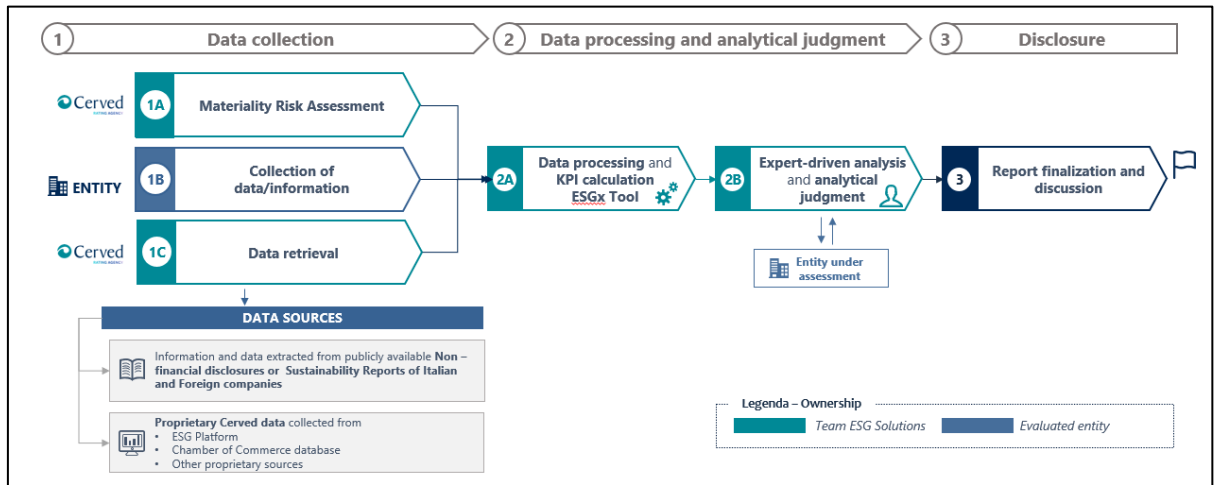 1 Data collection
2 Data processing and analytical judgment
3 Disclosure
Cerved
RATING AGENCY
1A Materiality Risk Assessment
ENTITY
1B Collection of
data/information
Cerved
RATING AGENCY
1C Data retrieval
2A Data processing and
KPI calculation
ESGx Tool
2B Expert-driven analysis
and analytical
judgment
3 Report finalization and
discussion
Entity under
assessment
DATA SOURCES
Information and data extracted from publicly available Non –
financial disclosures or Sustainability Reports of Italian
and Foreign companies
Proprietary Cerved data collected from
• ESG Platform
• Chamber of Commerce database
• Other proprietary sources
Legenda – Ownership
Team ESG Solutions
Evaluated entity